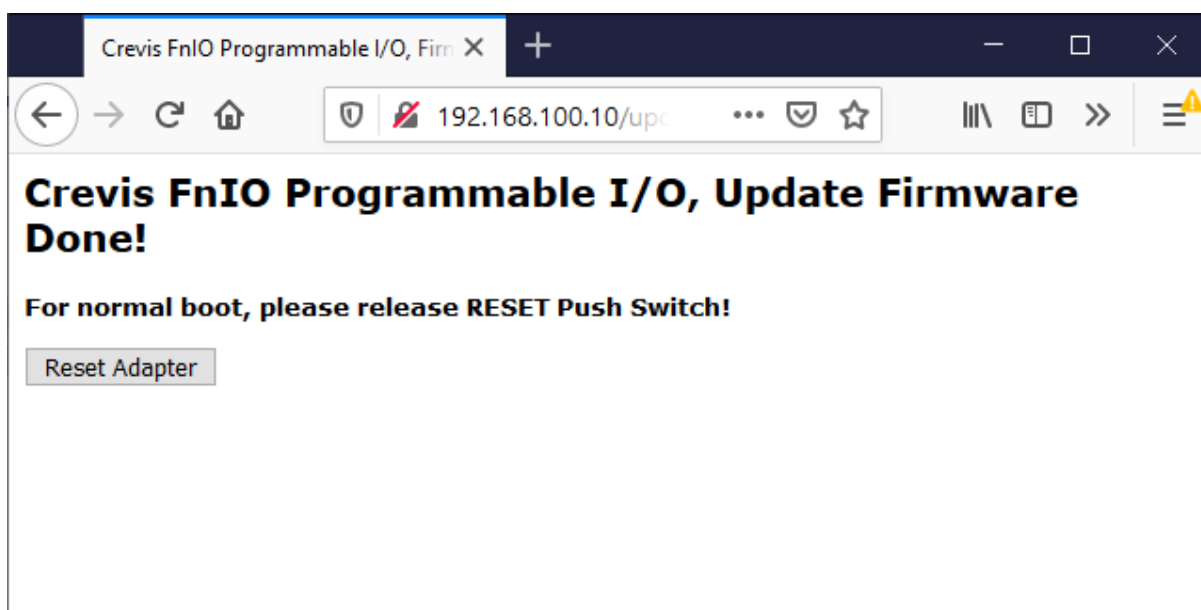 Crevis FnIO Programmable I/O, Firm
192.168.100.10/upd
Crevis FnIO Programmable I/O, Update Firmware
Done!
For normal boot, please release RESET Push Switch!
Reset Adapter